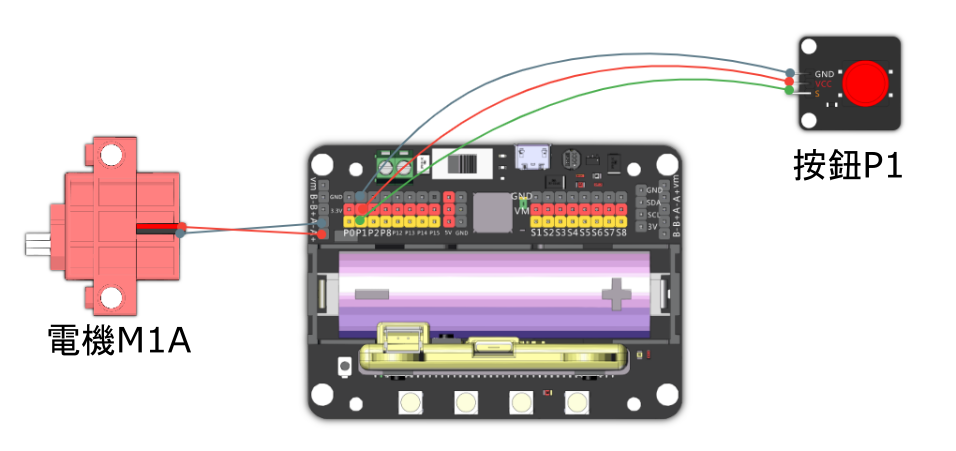 GND
VCC
S
按鈕P1
電機M1A
vm
B-
B+
A-
A+
GND
3.3V
P0 P1 P2 P8 P12 P13 P14 P15 5V GND
GND
VM
-
S1 S2 S3 S4 S5 S6 S7 S8
GND
SDA
SCL
3V
B-B+A-A+vm